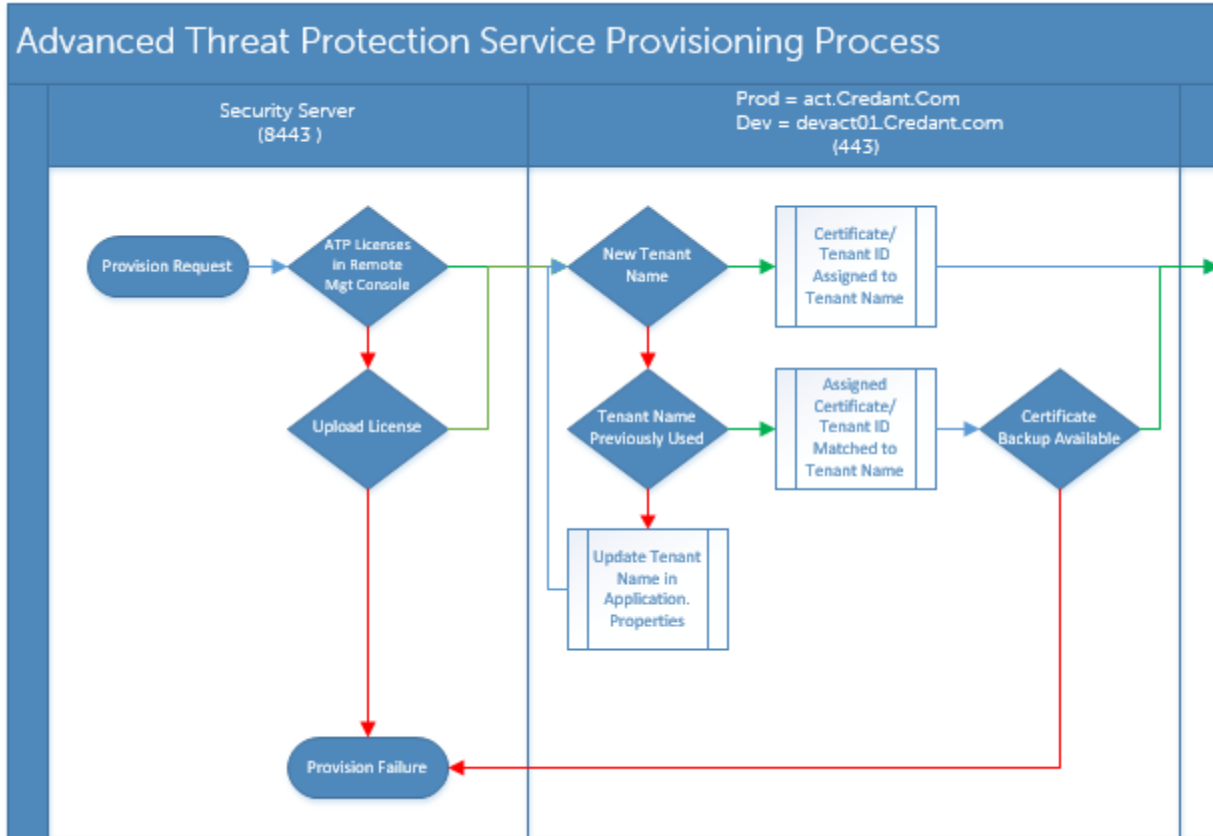 Advanced Threat Protection Service Provisioning Process
Security Server
(8443 )
Prod = act.Credant.Com
Dev = devact01.Credant.com
(443)
Provision Request
ATP Licenses
in Remote
Mgt Console
New Tenant
Name
Certificate/
Tenant ID
Assigned to
Tenant Name
Upload License
Tenant Name
Previously Used
Assigned
Certificate/
Tenant ID
Matched to
Tenant Name
Certificate
Backup Available
Update Tenant
Name in
Application.
Properties
Provision Failure